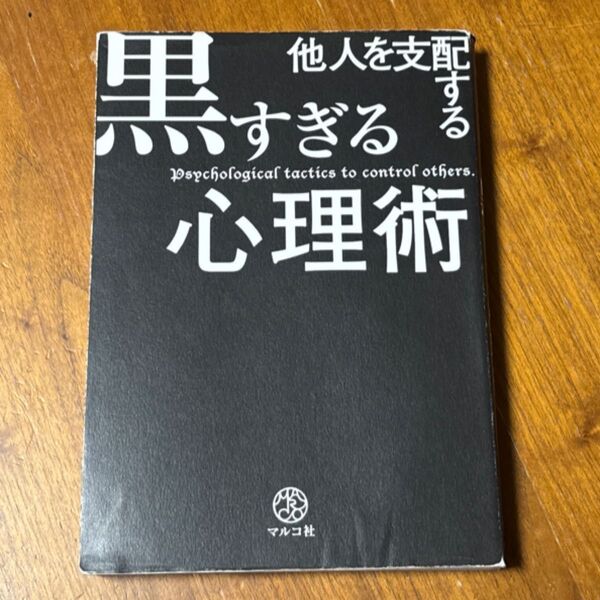 他人を支配する
黒すぎる
Psychological tactics to control others.
心理術
マルコ社